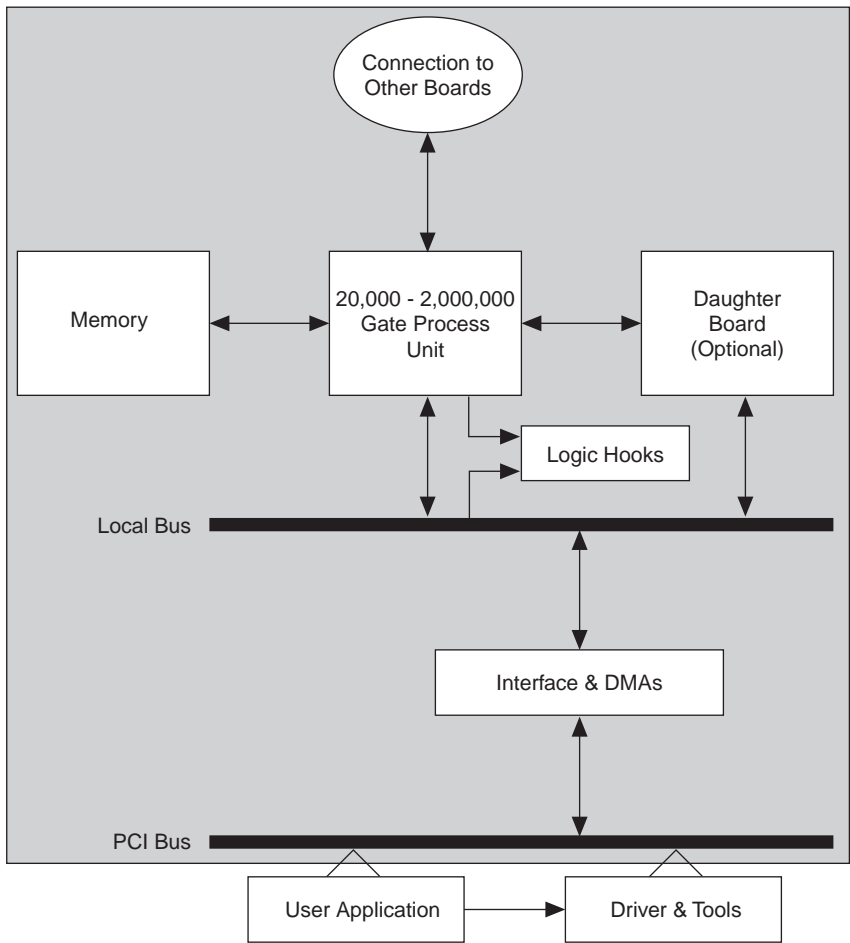 Connection to
Other Boards
Memory
20,000 - 2,000,000
Gate Process
Unit
Daughter
Board
(Optional)
Logic Hooks
Local Bus
Interface & DMAs
PCI Bus
User Application
Driver & Tools